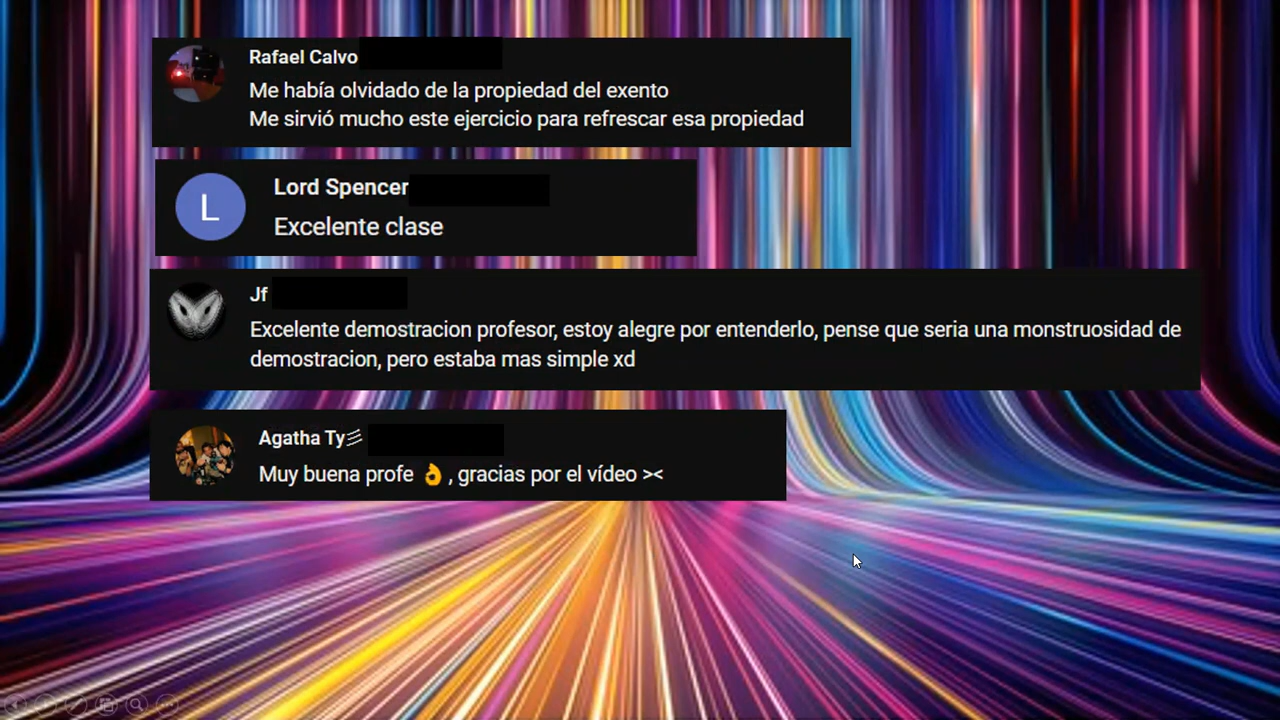 Rafael Calvo
Me había olvidado de la propiedad del exento
Me sirvió mucho este ejercicio para refrescar esa propiedad
L
Lord Spencer
Excelente clase
Jf
Excelente demostracion profesor, estoy alegre por entenderlo, pense que seria una monstruosidad de
demostracion, pero estaba mas simple xd
Agatha Ty彡
Muy buena profe 👌, gracias por el vídeo ><